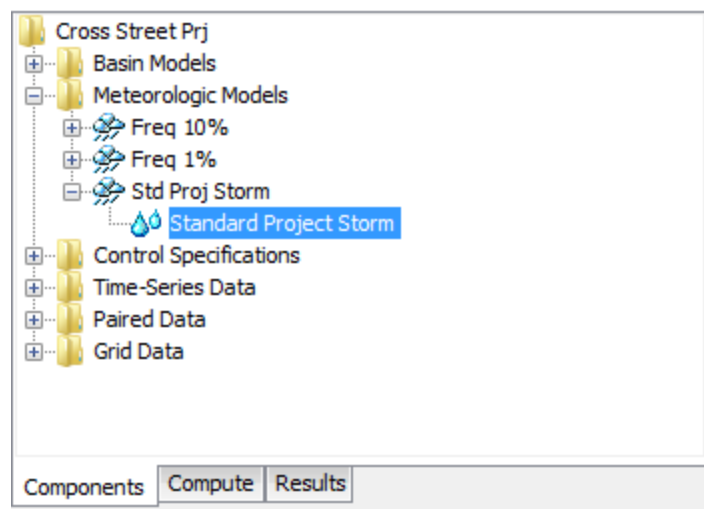 Cross Street Prj
Basin Models
Meteorologic Models
Freq 10%
Freq 1%
Std Proj Storm
Standard Project Storm
Control Specifications
Time-Series Data
Paired Data
Grid Data
Components Compute Results